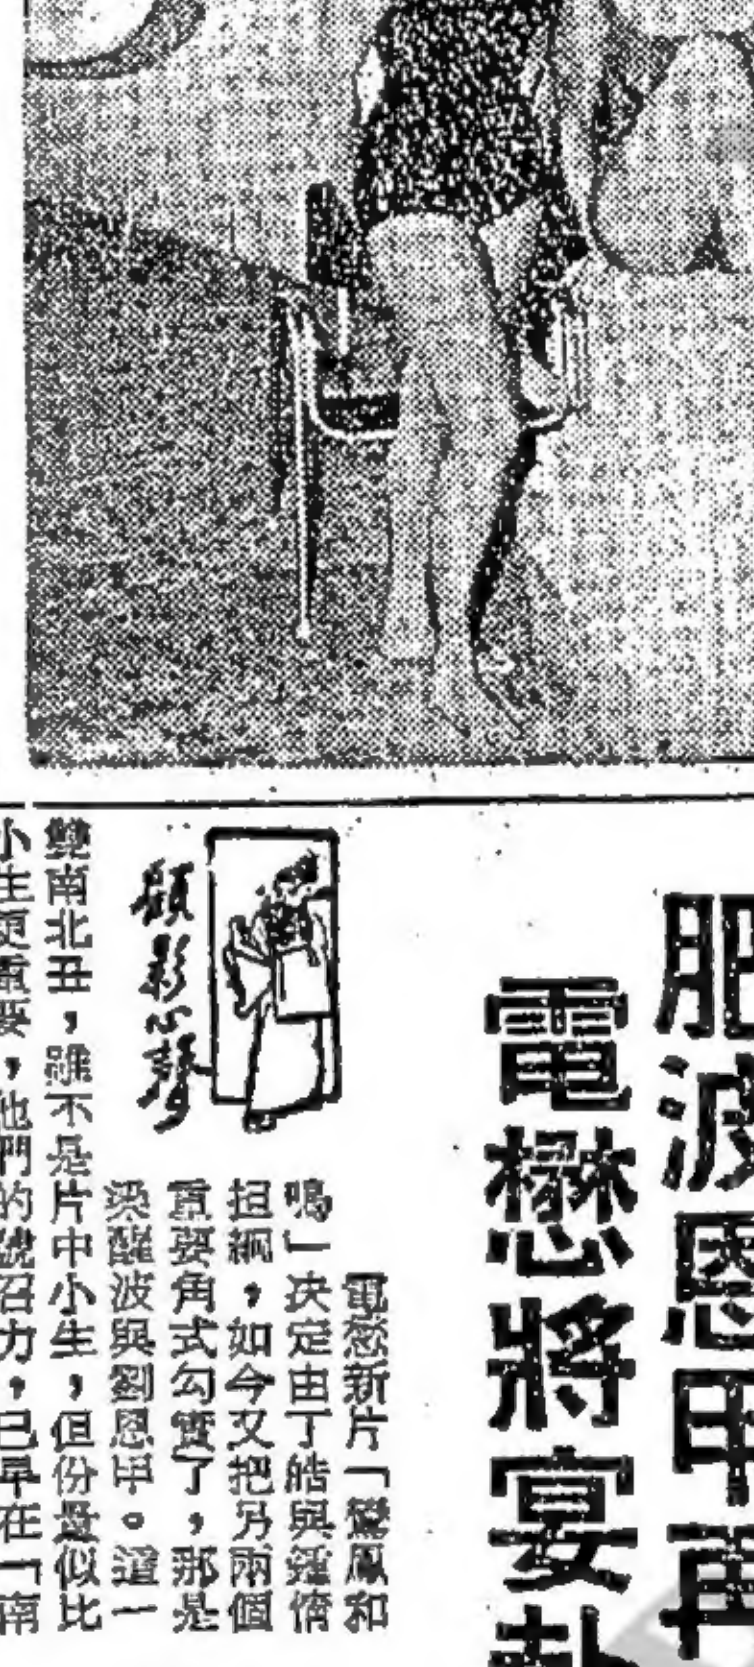 肥波恩甲再
電懋將宴赴
顧影心聲
電懋新片「鸞鳳和
鳴」决定由丁皓與鍾情
担綱,如今又把另兩個
重要角式勾實了,那是
梁醒波與劉恩甲。這一
雙南北丑,雖不是片中小生,但份量似比
小生更重要,他們的號召力,已早在「南